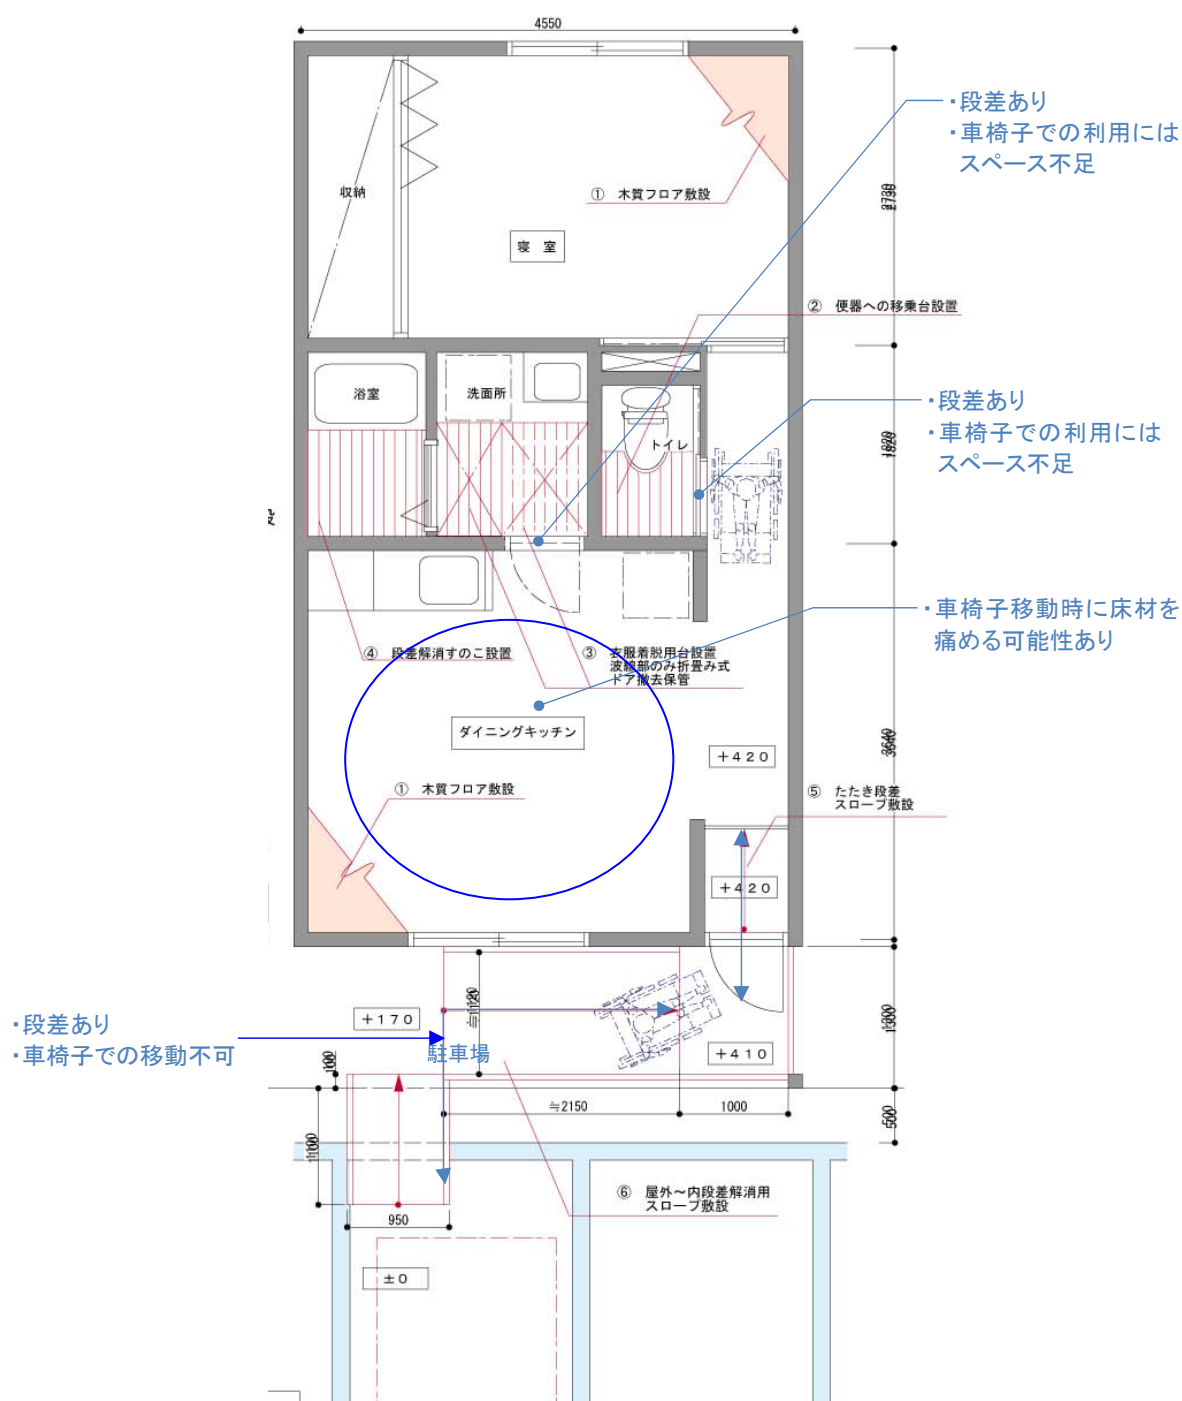 4550
・段差あり
・車椅子での利用には
スペース不足
収納
① 木質フロア敷設
寝 室
2730
② 便器への移乗台設置
浴室
洗面所
トイレ
・段差あり
・車椅子での利用には
スペース不足
1820
・車椅子移動時に床材を
痛める可能性あり
④ 段差解消すのこ設置
③ 衣服着脱用台設置
波線部のみ折畳み式
ドア撤去保管
ダイニングキッチン
+420
3640
① 木質フロア敷設
⑤ たたき段差
スロープ敷設
+420
・段差あり
・車椅子での移動不可
+170
≒1120
駐車場
+410
1300
100
≒2150
1000
500
1100
950
⑥ 屋外~内段差解消用
スロープ敷設
±0